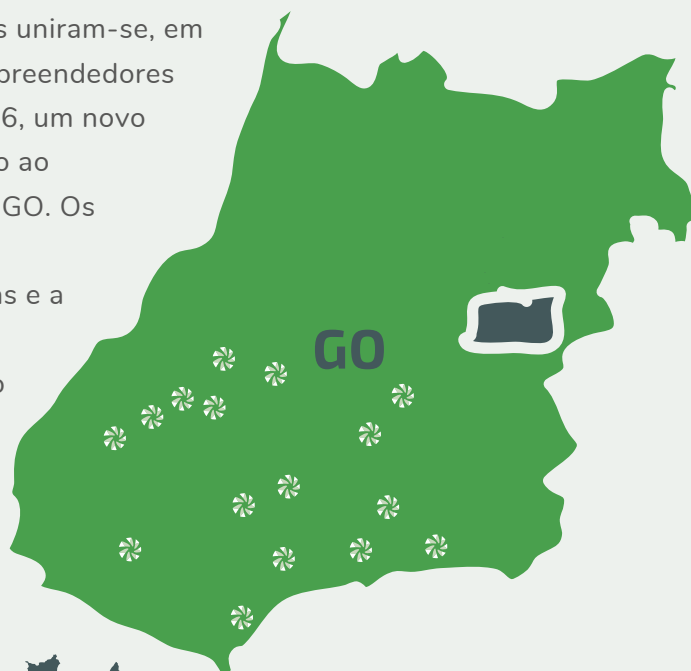 s uniram-se, em
preendedores
6, um novo
o ao
GO. Os
s e a
o
GO